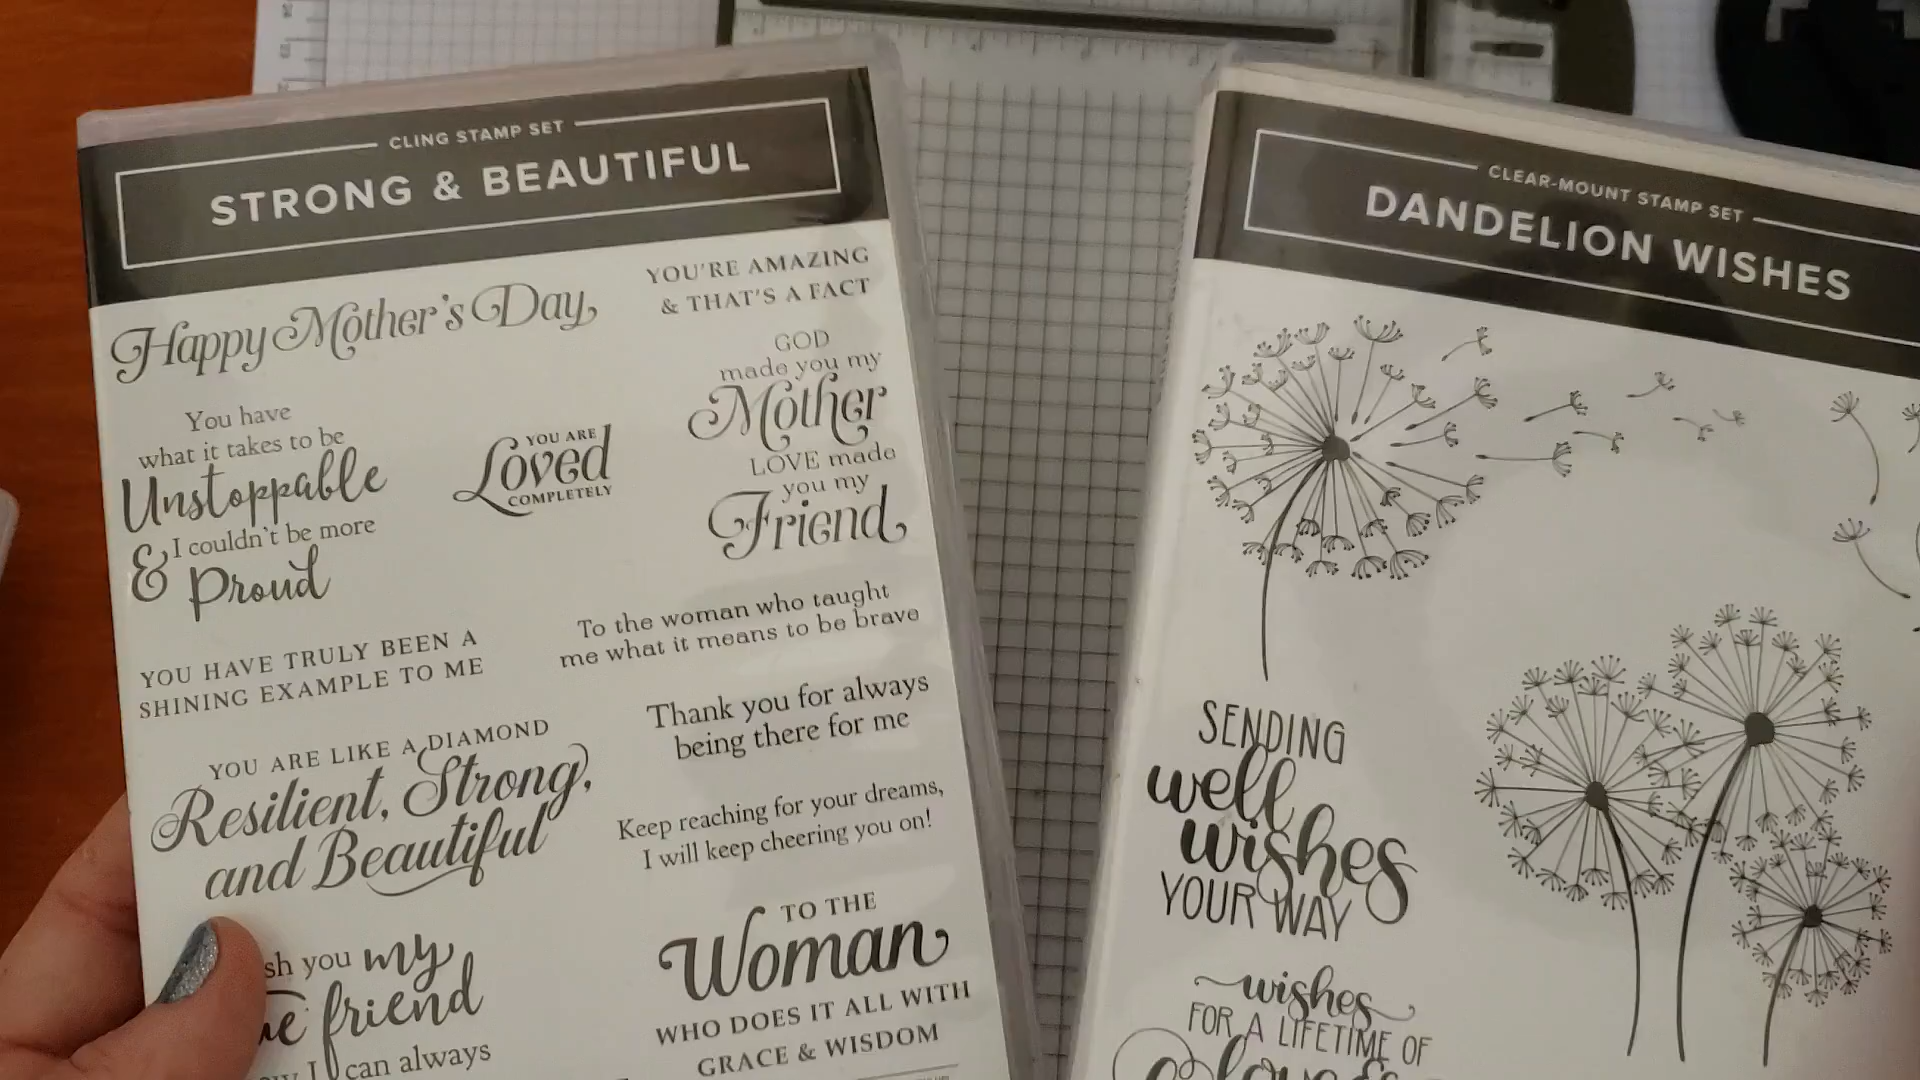 CLING STAMP SET
STRONG & BEAUTIFUL
Happy Mother's Day
YOU'RE AMAZING
& THAT'S A FACT
You have
what it takes to be
Unstoppable
& I couldn't be more
Proud
YOU ARE
Loved
COMPLETELY
GOD
made you my
Mother
LOVE made
you my
Friend
To the woman who taught
me what it means to be brave
YOU HAVE TRULY BEEN A
SHINING EXAMPLE TO ME
Thank you for always
being there for me
YOU ARE LIKE A DIAMOND
Resilient, Strong,
and Beautiful
Keep reaching for your dreams,
I will keep cheering you on!
you my
friend
I can always
TO THE
Woman
WHO DOES IT ALL WITH
GRACE & WISDOM
CLEAR-MOUNT STAMP SET
DANDELION WISHES
SENDING
well
wishes
YOUR WAY
wishes
FOR A LIFETIME OF